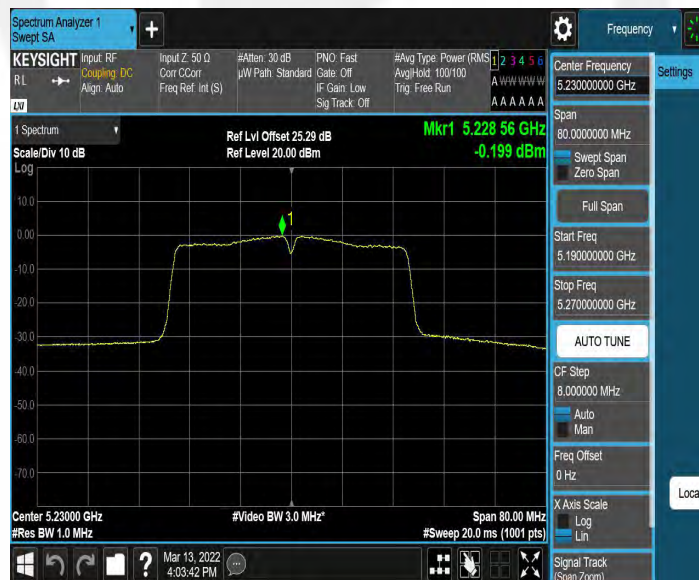 Spectrum Analyzer 1
Swept SA
+
Frequency
KEYSIGHT
RL
Input: RF
Coupling: DC
Align: Auto
Input Z: 50 Ω
Corr CCorr
Freq Ref: Int (S)
#Atten: 30 dB
µW Path: Standard
PNO: Fast
Gate: Off
IF Gain: Low
Sig Track: Off
#Avg Type: Power (RMS
Avg|Hold: 100/100
Trig: Free Run
1 2 3 4 5 6
A W W W W W
A A A A A A
LXI
1 Spectrum
Scale/Div 10 dB
Ref Lvl Offset 25.29 dB
Ref Level 20.00 dBm
Mkr1 5.228 56 GHz
-0.199 dBm
Log
10.0
0.00
-10.0
-20.0
-30.0
-40.0
-50.0
-60.0
-70.0
1
Center 5.23000 GHz
#Res BW 1.0 MHz
#Video BW 3.0 MHz*
Span 80.00 MHz
#Sweep 20.0 ms (1001 pts)
Center Frequency
5.230000000 GHz
Settings
Span
80.0000000 MHz
Swept Span
Zero Span
Full Span
Start Freq
5.190000000 GHz
Stop Freq
5.270000000 GHz
AUTO TUNE
CF Step
8.000000 MHz
Auto
Man
Freq Offset
0 Hz
X Axis Scale
Log
Lin
Loca
Signal Track
(Span Zoom)
?
Mar 13, 2022
4:03:42 PM